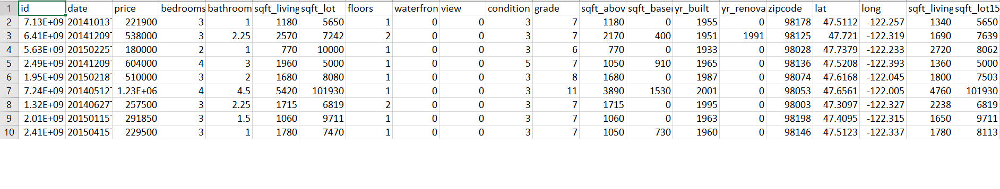 1 id date price bedrooms bathroom sqft_living sqft_lot floors waterfron view condition grade sqft_abov sqft_basei yr_built yr_renova zipcode lat long sqft_living sqft_lot15
2 7.13E+09 20141013T 221900 3 1 1180 5650 1 0 0 3 7 1180 0 1955 0 98178 47.5112 -122.257 1340 5650
3 6.41E+09 20141209T 538000 3 2.25 2570 7242 2 0 0 3 7 2170 400 1951 1991 98125 47.721 -122.319 1690 7639
4 5.63E+09 20150225T 180000 2 1 770 10000 1 0 0 3 6 770 0 1933 0 98028 47.7379 -122.233 2720 8062
5 2.49E+09 20141209T 604000 4 3 1960 5000 1 0 0 5 7 1050 910 1965 0 98136 47.5208 -122.393 1360 5000
6 1.95E+09 20150218T 510000 3 2 1680 8080 1 0 0 3 8 1680 0 1987 0 98074 47.6168 -122.045 1800 7503
7 7.24E+09 20140512T 1.23E+06 4 4.5 5420 101930 1 0 0 3 11 3890 1530 2001 0 98053 47.6561 -122.005 4760 101930
8 1.32E+09 20140627T 257500 3 2.25 1715 6819 2 0 0 3 7 1715 0 1995 0 98003 47.3097 -122.327 2238 6819
9 2.01E+09 20150115T 291850 3 1.5 1060 9711 1 0 0 3 7 1060 0 1963 0 98198 47.4095 -122.315 1650 9711
10 2.41E+09 20150415T 229500 3 1 1780 7470 1 0 0 3 7 1050 730 1960 0 98146 47.5123 -122.337 1780 8113